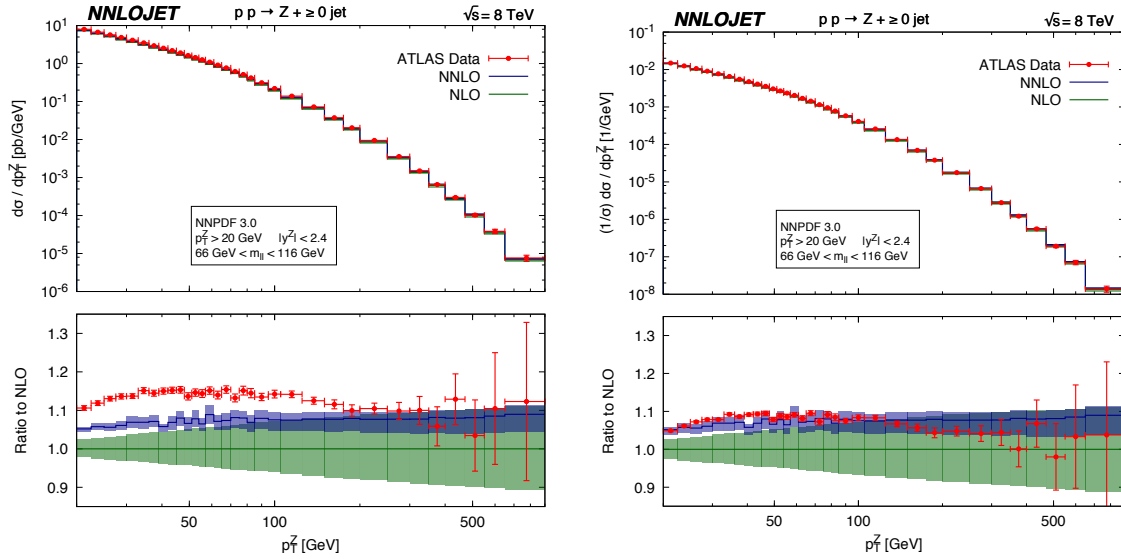 NNLOJET p p → Z + ≥ 0 jet √s = 8 TeV
10^1
10^0
10^-1
10^-2
10^-3
10^-4
10^-5
10^-6
dσ / dp_T^Z [pb/GeV]
ATLAS Data
NNLO
NLO
NNPDF 3.0
p_T^Z > 20 GeV |y^Z| < 2.4
66 GeV < m_ll < 116 GeV
1.3
1.2
1.1
1.0
0.9
Ratio to NLO
50 100 500
p_T^Z [GeV]
NNLOJET p p → Z + ≥ 0 jet √s = 8 TeV
10^-1
10^-2
10^-3
10^-4
10^-5
10^-6
10^-7
10^-8
(1/σ) dσ / dp_T^Z [1/GeV]
ATLAS Data
NNLO
NLO
NNPDF 3.0
p_T^Z > 20 GeV |y^Z| < 2.4
66 GeV < m_ll < 116 GeV
1.3
1.2
1.1
1.0
0.9
Ratio to NLO
50 100 500
p_T^Z [GeV]